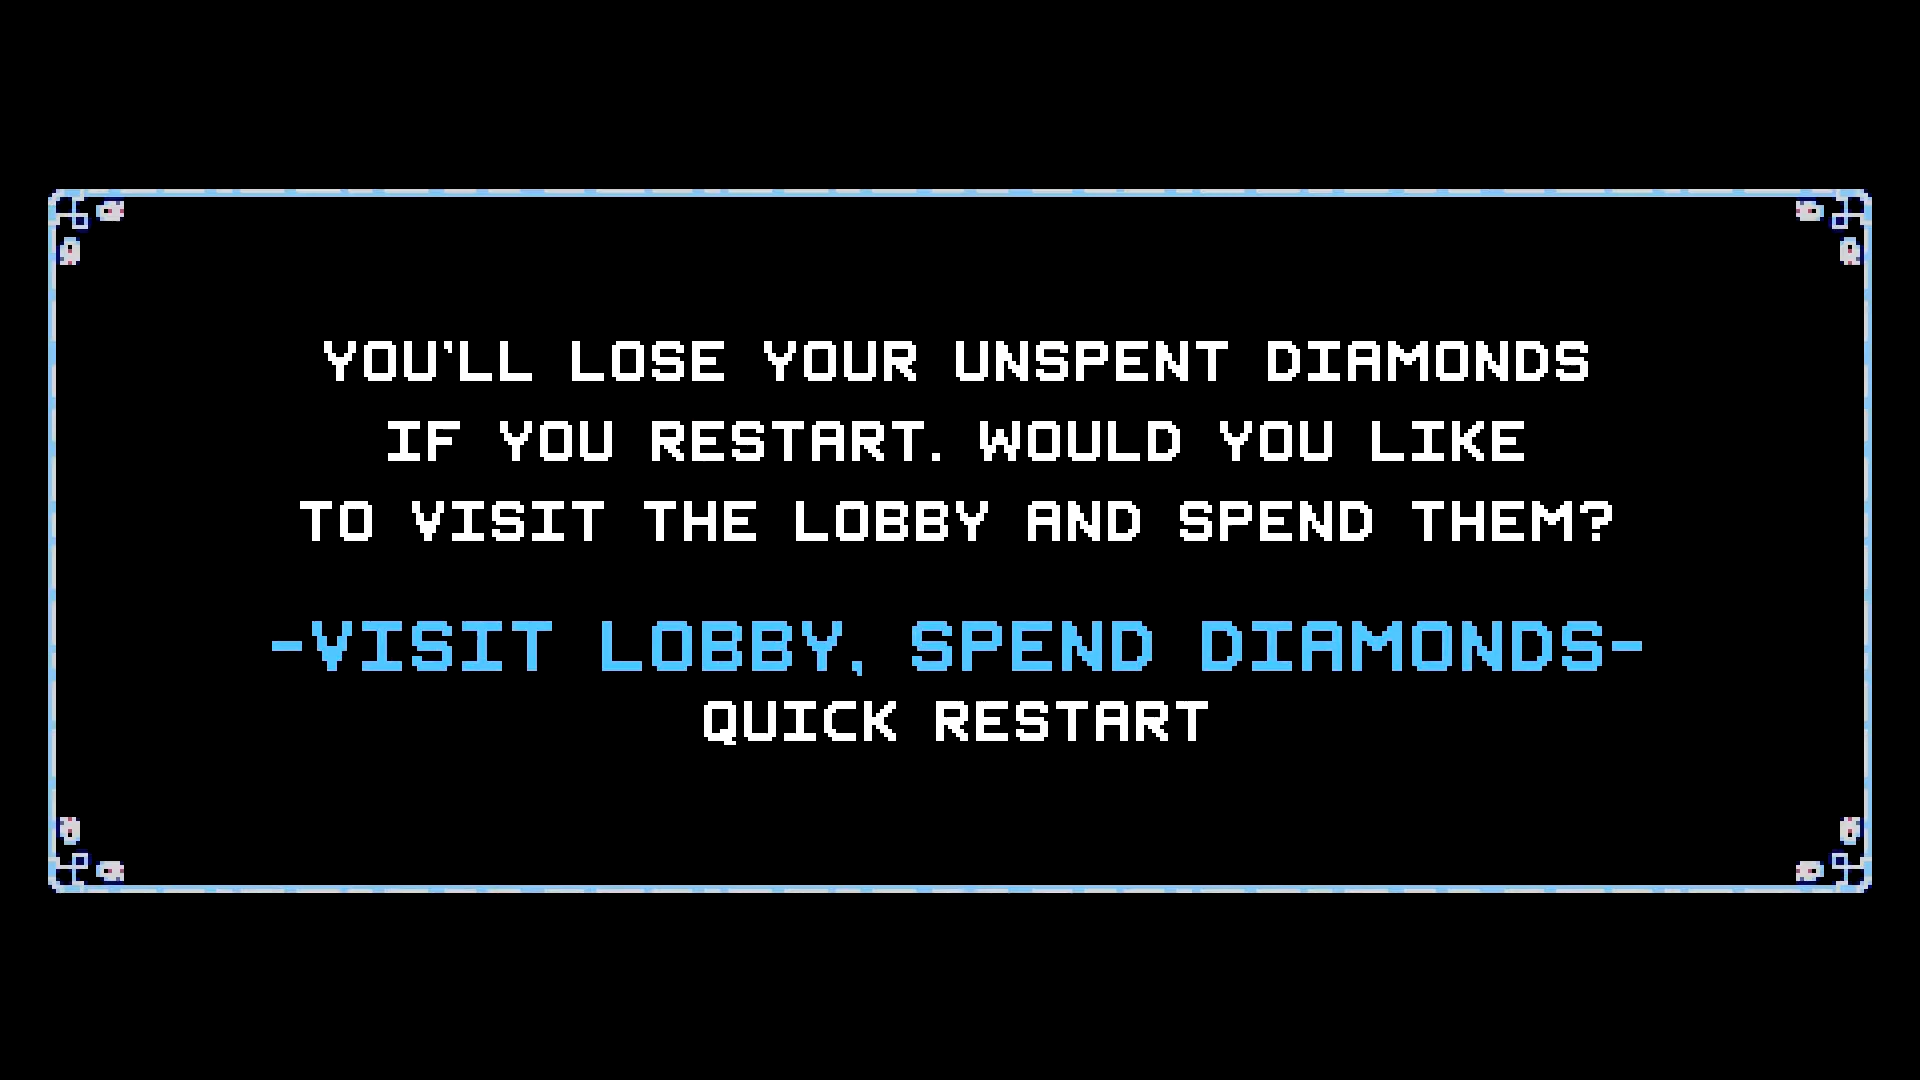 YOU'LL LOSE YOUR UNSPENT DIAMONDS
IF YOU RESTART. WOULD YOU LIKE
TO VISIT THE LOBBY AND SPEND THEM?
-VISIT LOBBY, SPEND DIAMONDS-
QUICK RESTART